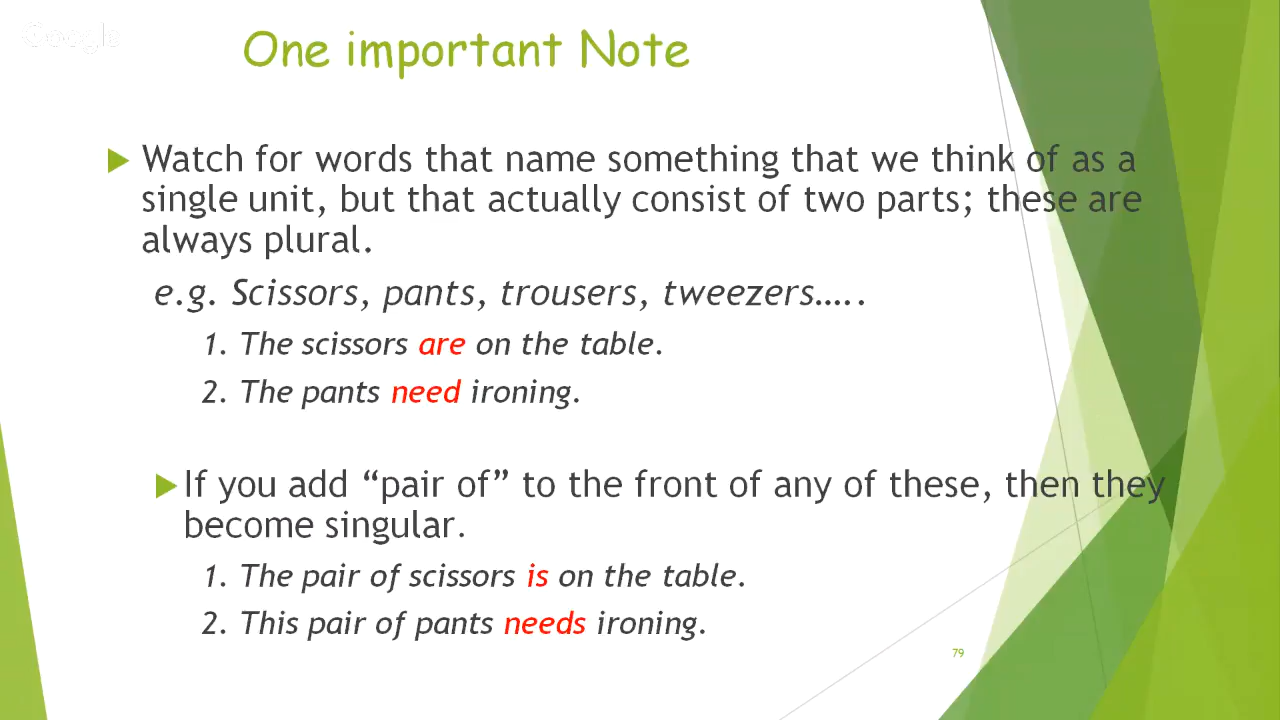 Google
One important Note
Watch for words that name something that we think of as a
single unit, but that actually consist of two parts; these are
always plural.
e.g. Scissors, pants, trousers, tweezers…..
1. The scissors are on the table.
2. The pants need ironing.
If you add “pair of” to the front of any of these, then they
become singular.
1. The pair of scissors is on the table.
2. This pair of pants needs ironing.
79